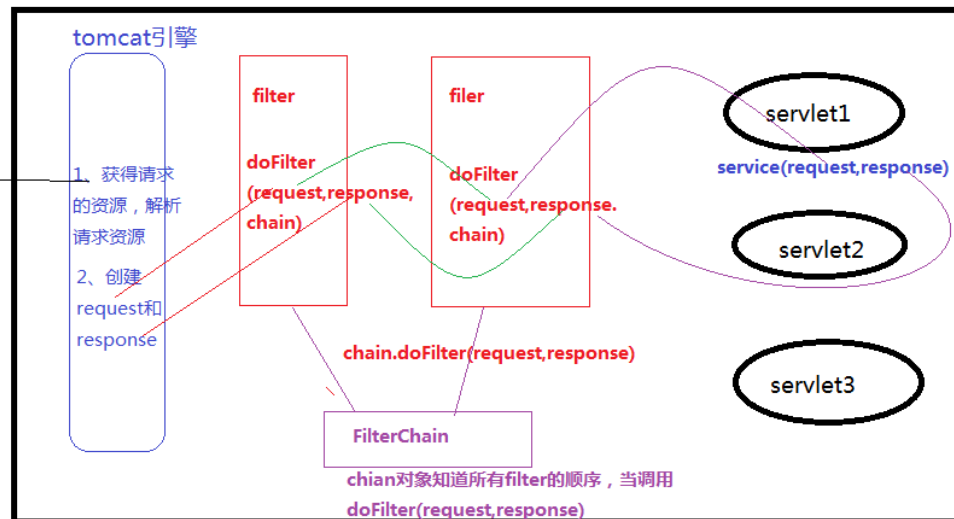 tomcat引擎
1、获得请求
的资源，解析
请求资源
2、创建
request和
response
filter
doFilter
(request,response,
chain)
filer
doFilter
(request,response.
chain)
servlet1
service(request,response)
servlet2
servlet3
chain.doFilter(request,response)
FilterChain
chian对象知道所有filter的顺序，当调用
doFilter(request,response)